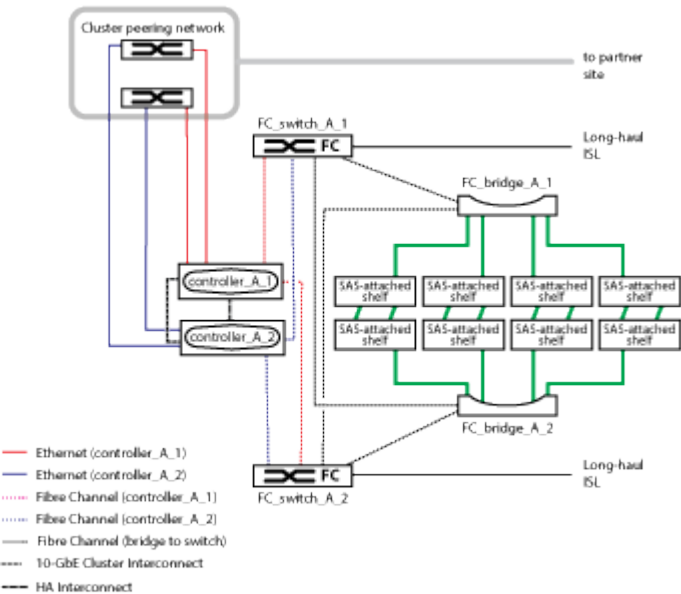 Cluster peering network
to partner
site
FC_switch_A_1
FC
Long-haul
ISL
FC_bridge_A_1
controller_A_1
SAS-attached
shelf
SAS-attached
shelf
SAS-attached
shelf
SAS-attached
shelf
controller_A_2
SAS-attached
shelf
SAS-attached
shelf
SAS-attached
shelf
SAS-attached
shelf
FC_bridge_A_2
FC
FC_switch_A_2
Long-haul
ISL
Ethernet (controller_A_1)
Ethernet (controller_A_2)
Fibre Channel (controller_A_1)
Fibre Channel (controller_A_2)
Fibre Channel (bridge to switch)
10-GbE Cluster Interconnect
HA Interconnect